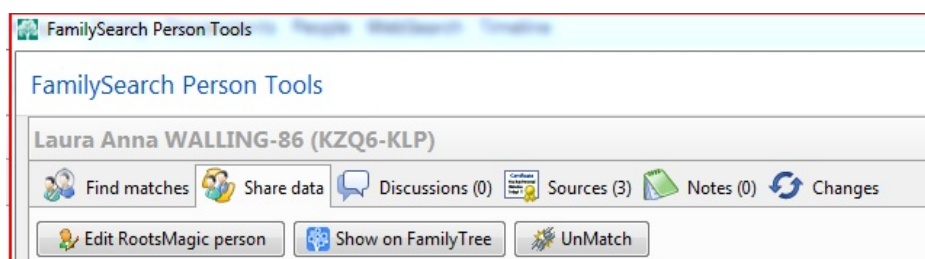 FamilySearch Person Tools
FamilySearch Person Tools
Laura Anna WALLING-86 (KZQ6-KLP)
Find matches Share data Discussions (0) Sources (3) Notes (0) Changes
Edit RootsMagic person Show on FamilyTree UnMatch